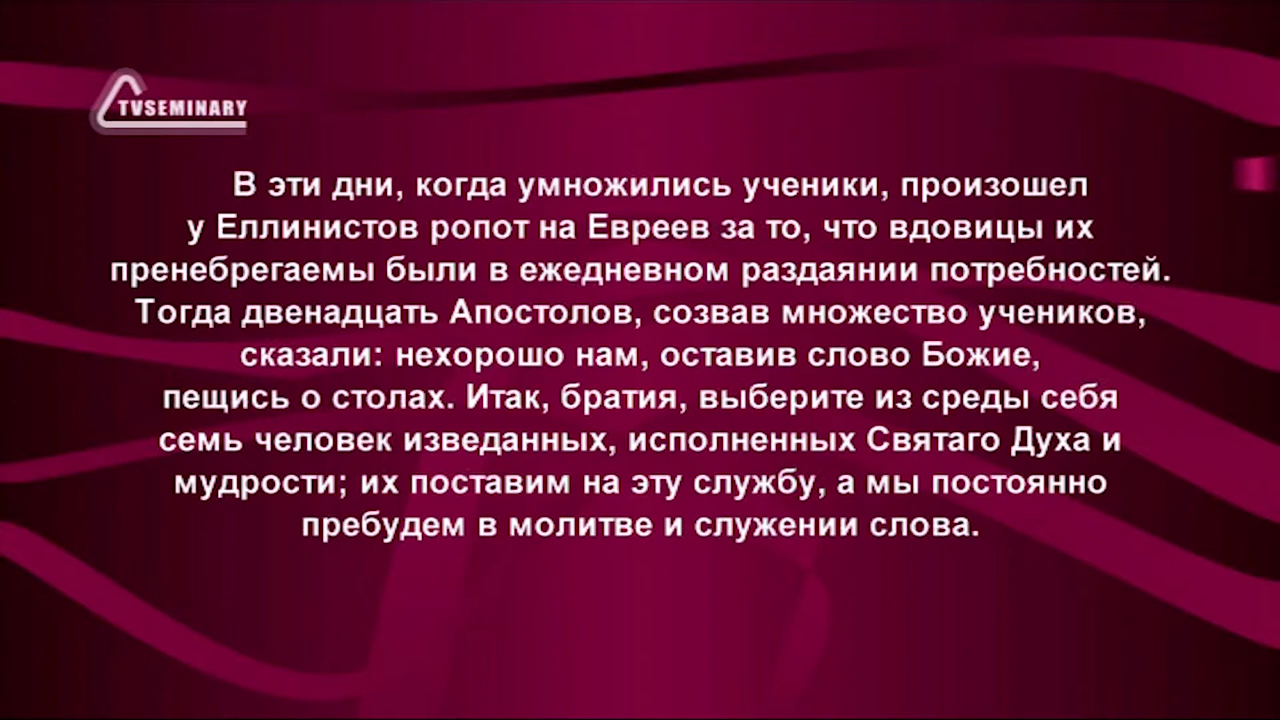 TVSEMINARY
В эти дни, когда умножились ученики, произошел
у Еллинистов ропот на Евреев за то, что вдовицы их
пренебрегаемы были в ежедневном раздаянии потребностей.
Тогда двенадцать Апостолов, созвав множество учеников,
сказали: нехорошо нам, оставив слово Божие,
пещись о столах. Итак, братия, выберите из среды себя
семь человек изведанных, исполненных Святаго Духа и
мудрости; их поставим на эту службу, а мы постоянно
пребудем в молитве и служении слова.